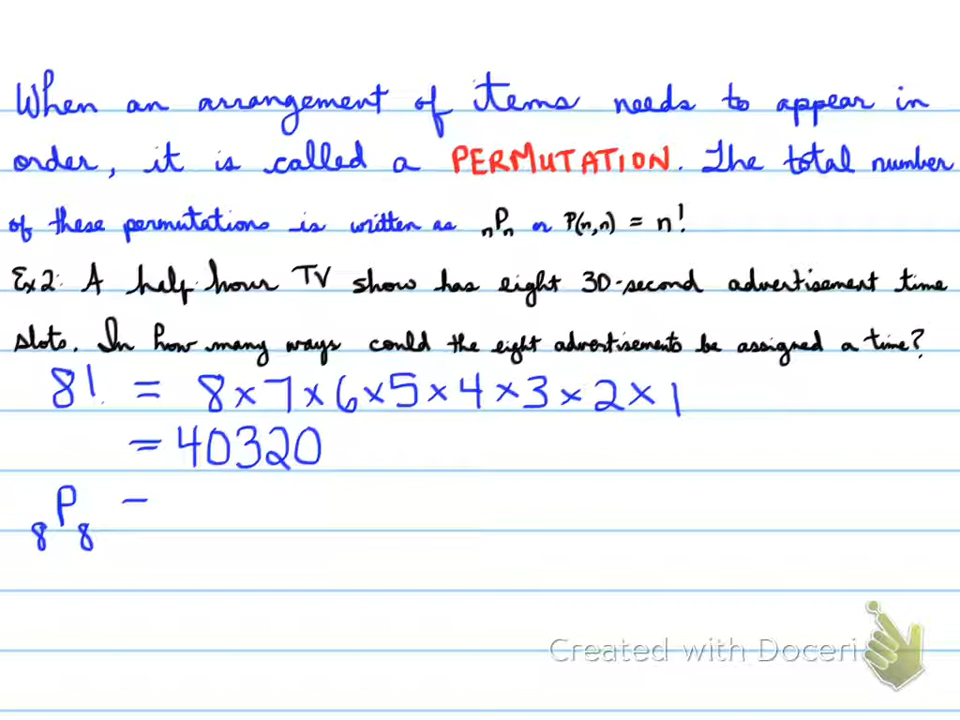 When an arrangement of items needs to appear in
order, it is called a PERMUTATION. The total number
of these permutations is written as nPn or P(n,n) = n!
Ex 2: A help hour TV show has eight 30-second advertisement time
slots. In how many ways could the eight advertisements be assigned a time?
8! = 8×7×6×5×4×3×2×1
= 40320
8P8 =
Created with Doceri